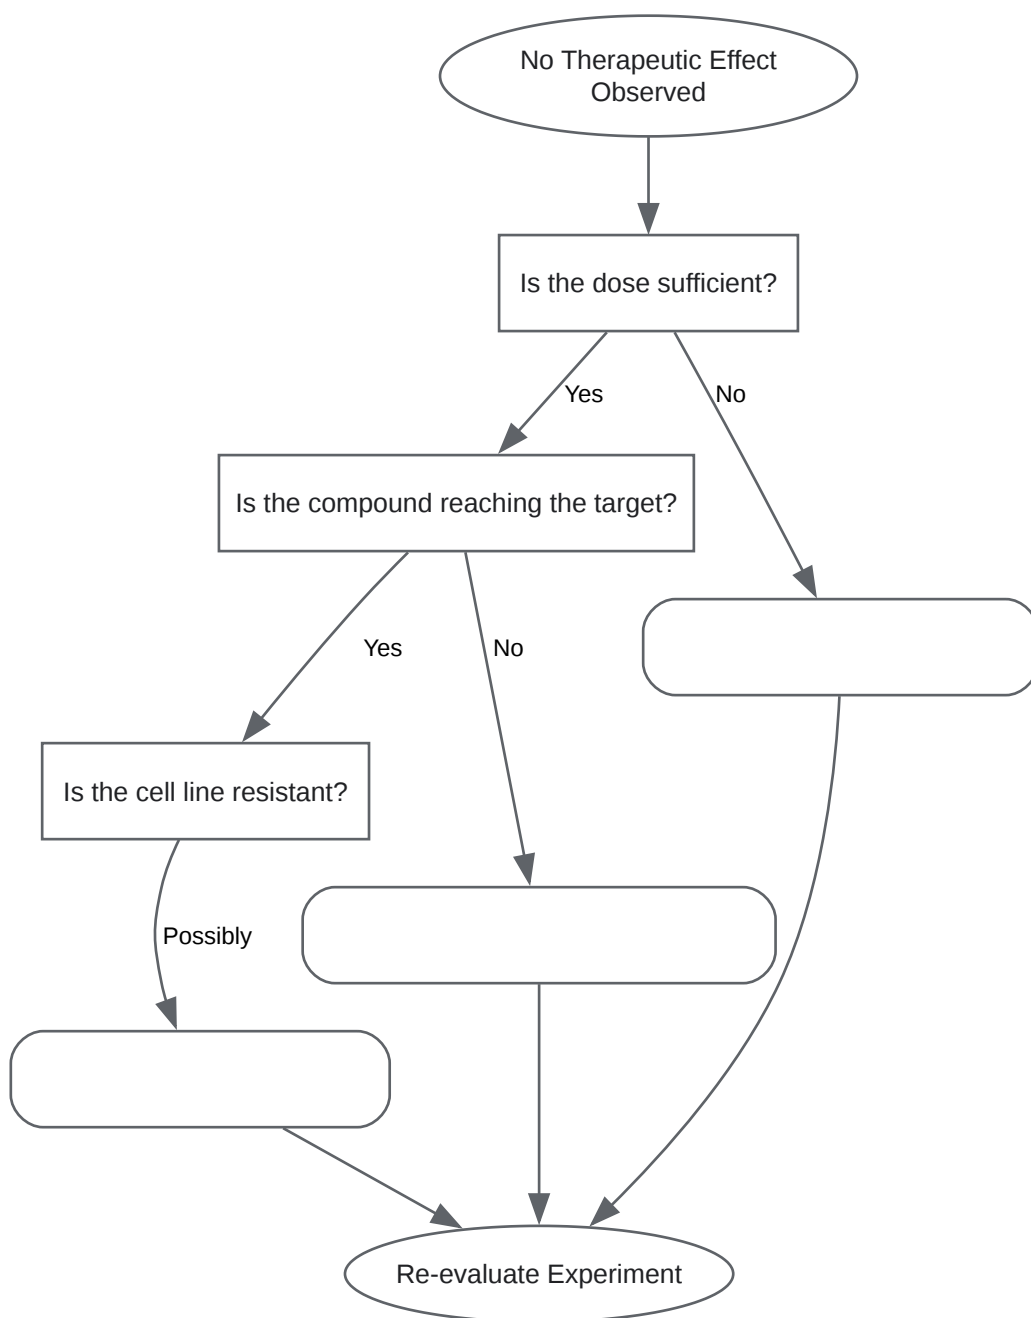 No Therapeutic Effect
Observed
Is the dose sufficient?
Yes
No
Is the compound reaching the target?
Yes
No
Is the cell line resistant?
Possibly
Re-evaluate Experiment